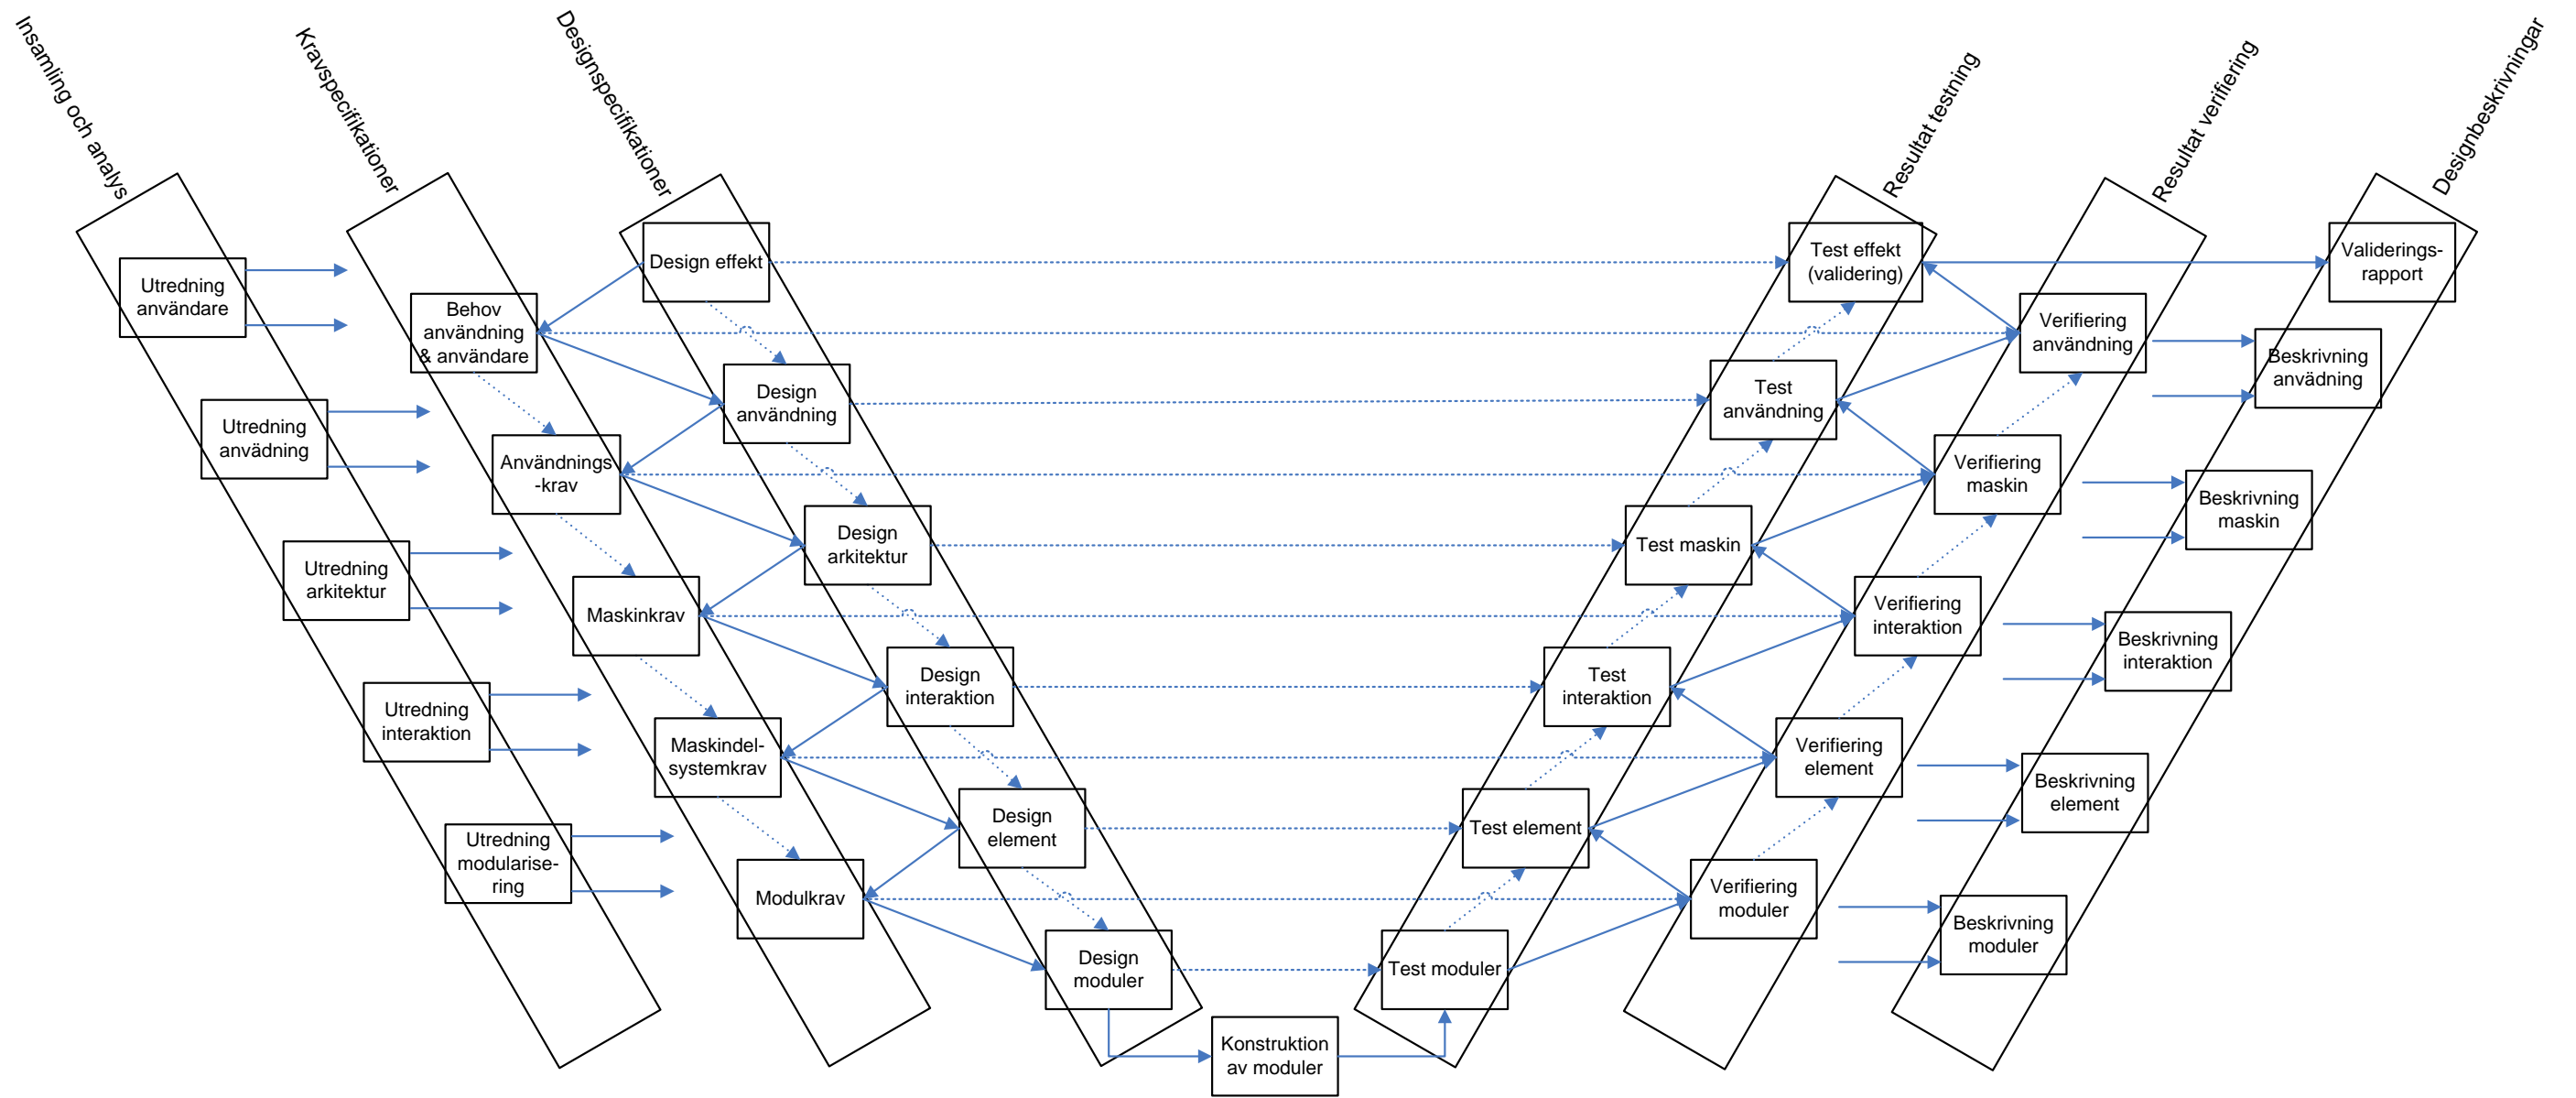 Insamling och analys
Kravspecifikationer
Designspecifikationer
Resultat testning
Resultat verifiering
Designbeskrivningar
Utredning
användare
Utredning
anvädning
Utredning
arkitektur
Utredning
interaktion
Utredning
modularise-
ring
Behov
användning
& användare
Användnings
-krav
Maskinkrav
Maskindel-
systemkrav
Modulkrav
Design effekt
Design
användning
Design
arkitektur
Design
interaktion
Design
element
Design
moduler
Konstruktion
av moduler
Test effekt
(validering)
Test
användning
Test maskin
Test
interaktion
Test element
Test moduler
Verifiering
användning
Verifiering
maskin
Verifiering
interaktion
Verifiering
element
Verifiering
moduler
Validerings-
rapport
Beskrivning
anvädning
Beskrivning
maskin
Beskrivning
interaktion
Beskrivning
element
Beskrivning
moduler